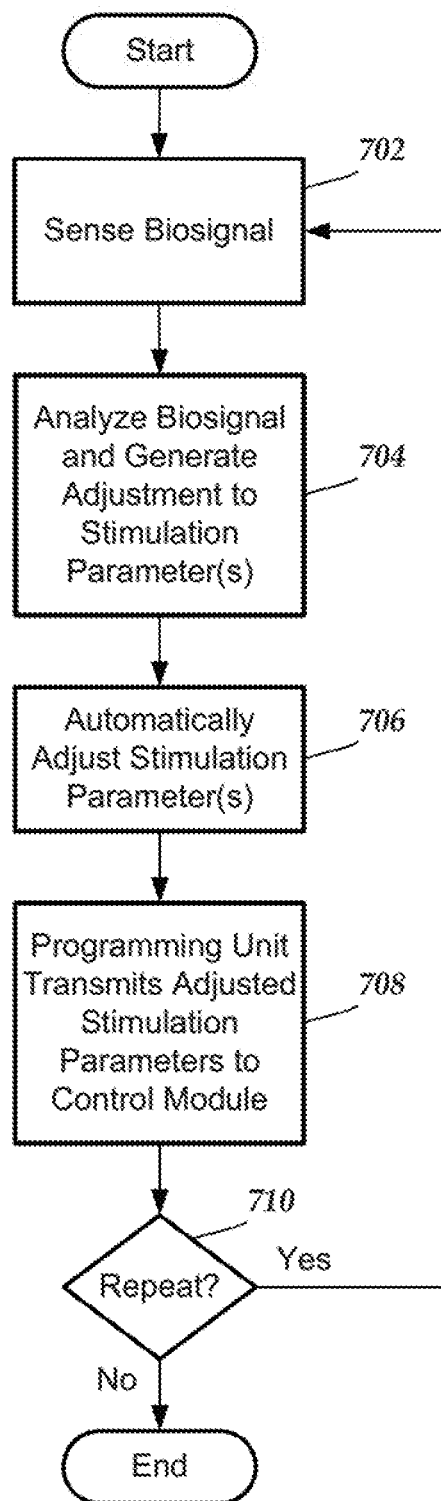 Start
702
Sense Biosignal
Analyze Biosignal
and Generate
Adjustment to
Stimulation
Parameter(s)
704
Automatically
Adjust Stimulation
Parameter(s)
706
Programming Unit
Transmits Adjusted
Stimulation
Parameters to
Control Module
708
710
Repeat?
Yes
No
End